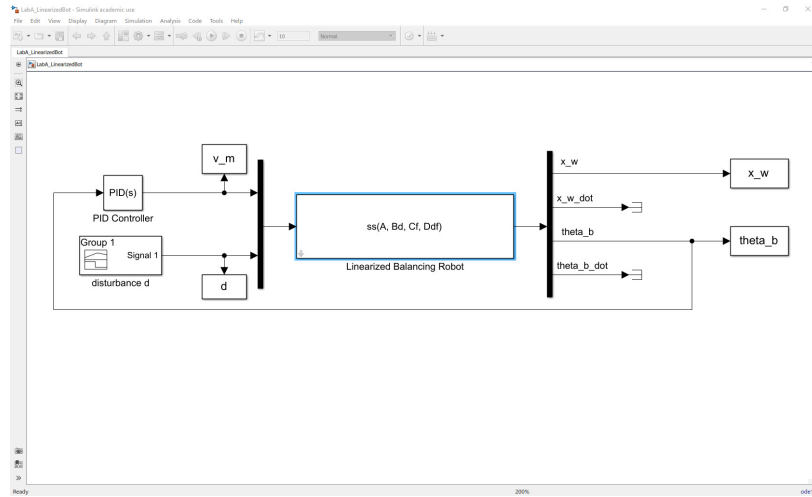 LabA_LinearizedBot - Simulink academic use
File Edit View Display Diagram Simulation Analysis Code Tools Help
10 Normal
LabA_LinearizedBot
LabA_LinearizedBot
v_m
x_w
x_w
PID(s)
x_w_dot
PID Controller
ss(A, Bd, Cf, Ddf)
theta_b
theta_b
Group 1
Signal 1
Linearized Balancing Robot
theta_b_dot
disturbance d
d
Ready 200%